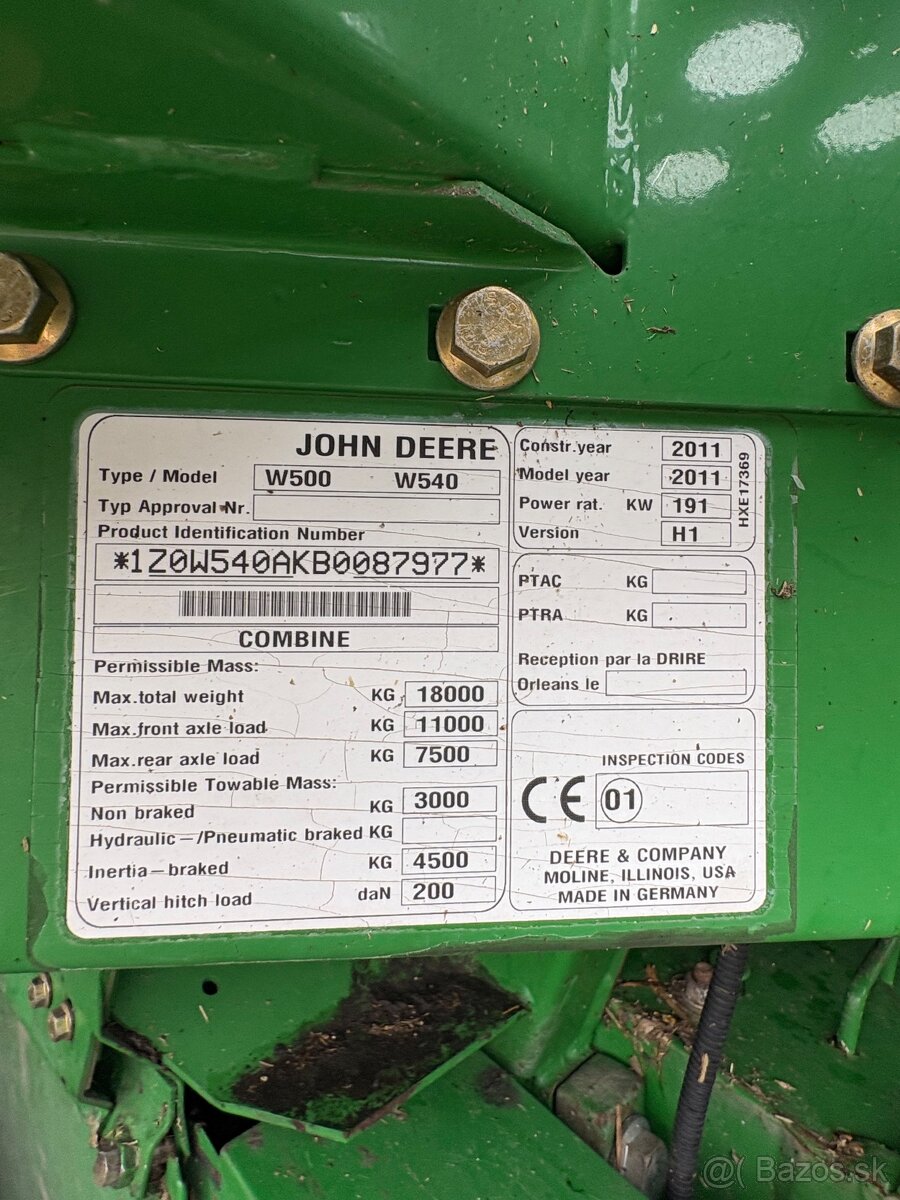 JOHN DEERE
Type / Model W500 W540
Typ Approval Nr.
Product Identification Number
*1Z0W540AKB0087977*
COMBINE
Permissible Mass:
Max.total weight KG 18000
Max.front axle load KG 11000
Max.rear axle load KG 7500
Permissible Towable Mass:
Non braked KG 3000
Hydraulic-/Pneumatic braked KG
Inertia-braked KG 4500
Vertical hitch load daN 200
Constr.year 2011
Model year 2011
Power rat. KW 191
Version H1
HXE17369
PTAC KG
PTRA KG
Reception par la DRIRE
Orleans le
INSPECTION CODES
CE 01
DEERE & COMPANY
MOLINE, ILLINOIS, USA
MADE IN GERMANY
@( Bazos.sk